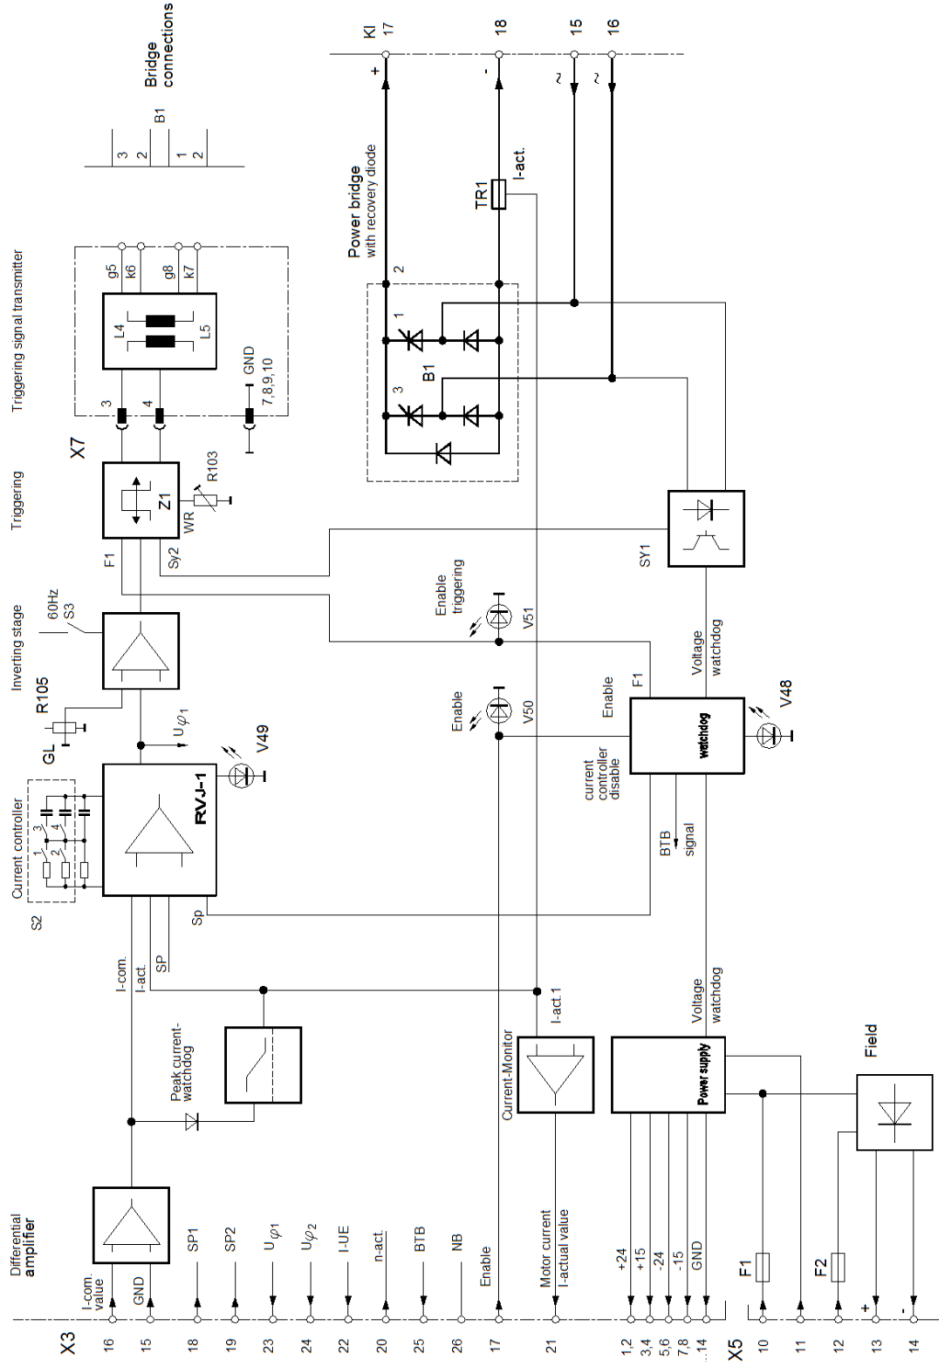 Differential
amplifier
Current controller
Inverting stage
Triggering
Triggering signal transmitter
Bridge
connections
X3
16
I-com.
value
15
GND
18
SP1
19
SP2
23
Uφ1
24
Uφ2
22
I-UE
20
n-act.
25
BTB
26
NB
17
Enable
21
Motor current
I-actual value
1,2
+24
3,4
+15
5,6
-24
7,8
-15
..14
GND
X5
10
F1
11
12
F2
13
+
14
-
Peak current-
watchdog
Current-Monitor
I-act.1
Power supply
Voltage
watchdog
Field
I-com.
I-act.
SP
Sp
S2
1
3
2
4
RVJ-1
V49
Uφ1
GL
R105
60Hz
S3
F1
Sy2
WR
Z1
R103
X7
3
4
L4
L5
g5
k6
g8
k7
GND
7,8,9,10
3
2
B1
1
2
Enable
V50
Enable
triggering
V51
current
controller
disable
Enable
F1
BTB
signal
watchdog
V48
Voltage
watchdog
SY1
Power bridge
with recovery diode
3
1
2
B1
TR1
I-act.
KI
17
+
18
-
15
~
16
~